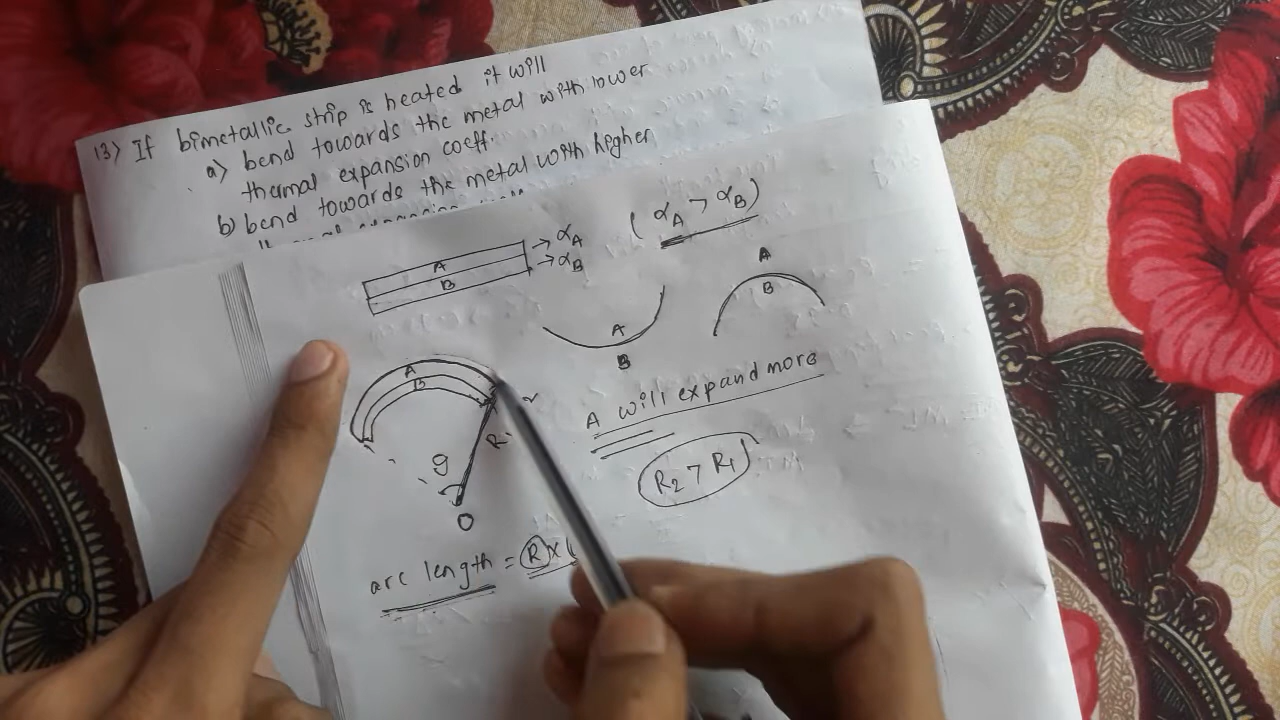 13) If bimetallic strip is heated it will
a) bend towards the metal with lower
thermal expansion coeff.
b) bend towards the metal with higher
(αA > αB)
A → αA
B → αB
A
B
A
B
A
B
A will expand more
R1
R2 > R1
θ
O
arc length = R ×